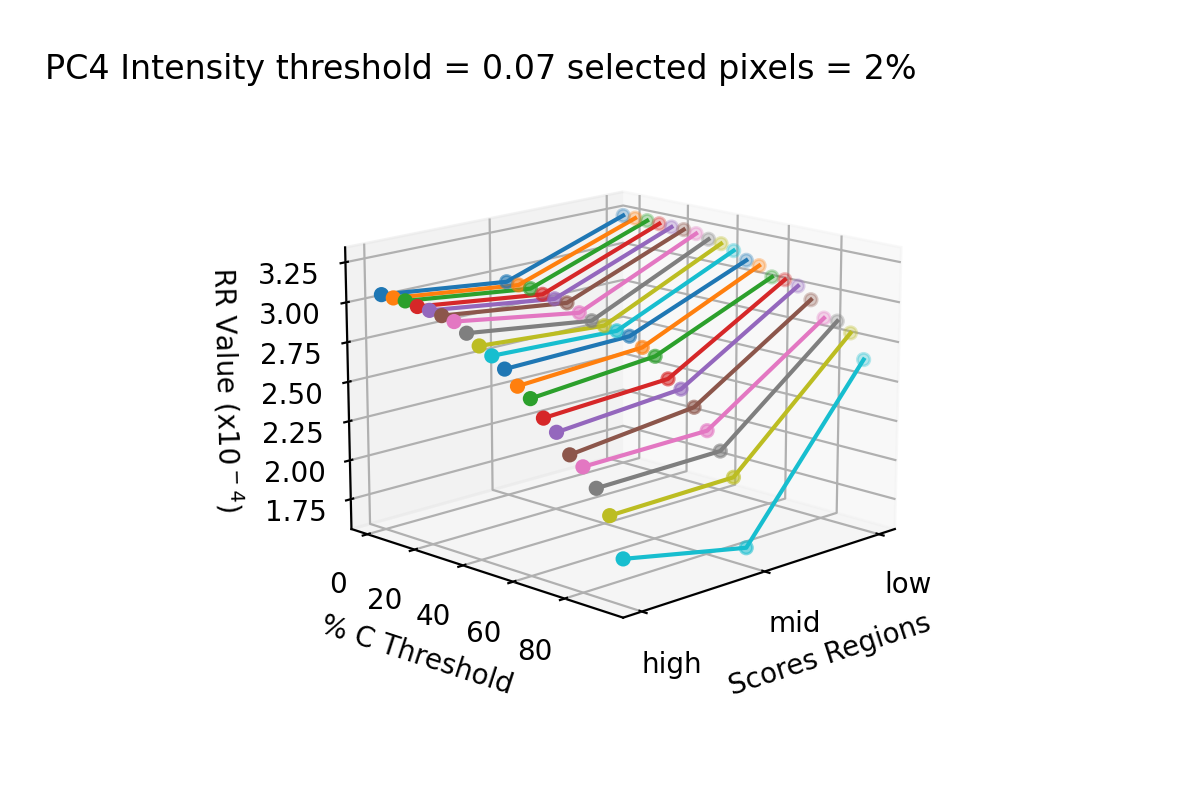 PC4 Intensity threshold = 0.07 selected pixels = 2%
RR Value (x10⁻⁴)
3.25
3.00
2.75
2.50
2.25
2.00
1.75
0
20
40
60
80
% C Threshold
high
mid
low
Scores Regions